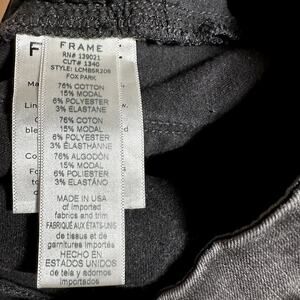 FRAME
RN# 139021
CUT# 1340
STYLE: LCMB5R208
FOX PARK
76% COTTON
15% MODAL
6% POLYESTER
3% ELASTANE
76% COTON
15% MODAL
6% POLYESTER
3% ÉLASTHANNE
76% ALGODÓN
15% MODAL
6% POLIESTER
3% ELASTÁNO
MADE IN USA
of imported
fabrics and trim
FABRIQUÉ AUX ÉTATS-UNIS
de tissus et de
garnitures importés
HECHO EN
ESTADOS UNIDOS
de tela y adornos importados